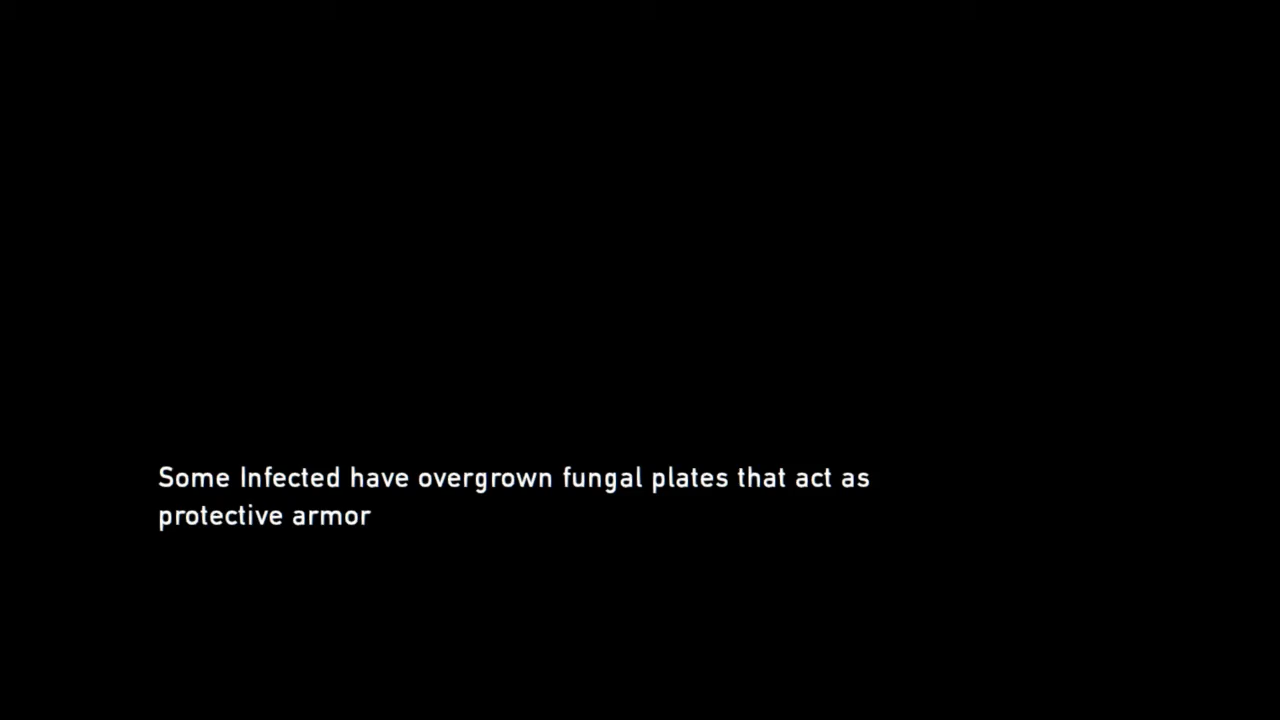 Some Infected have overgrown fungal plates that act as
protective armor